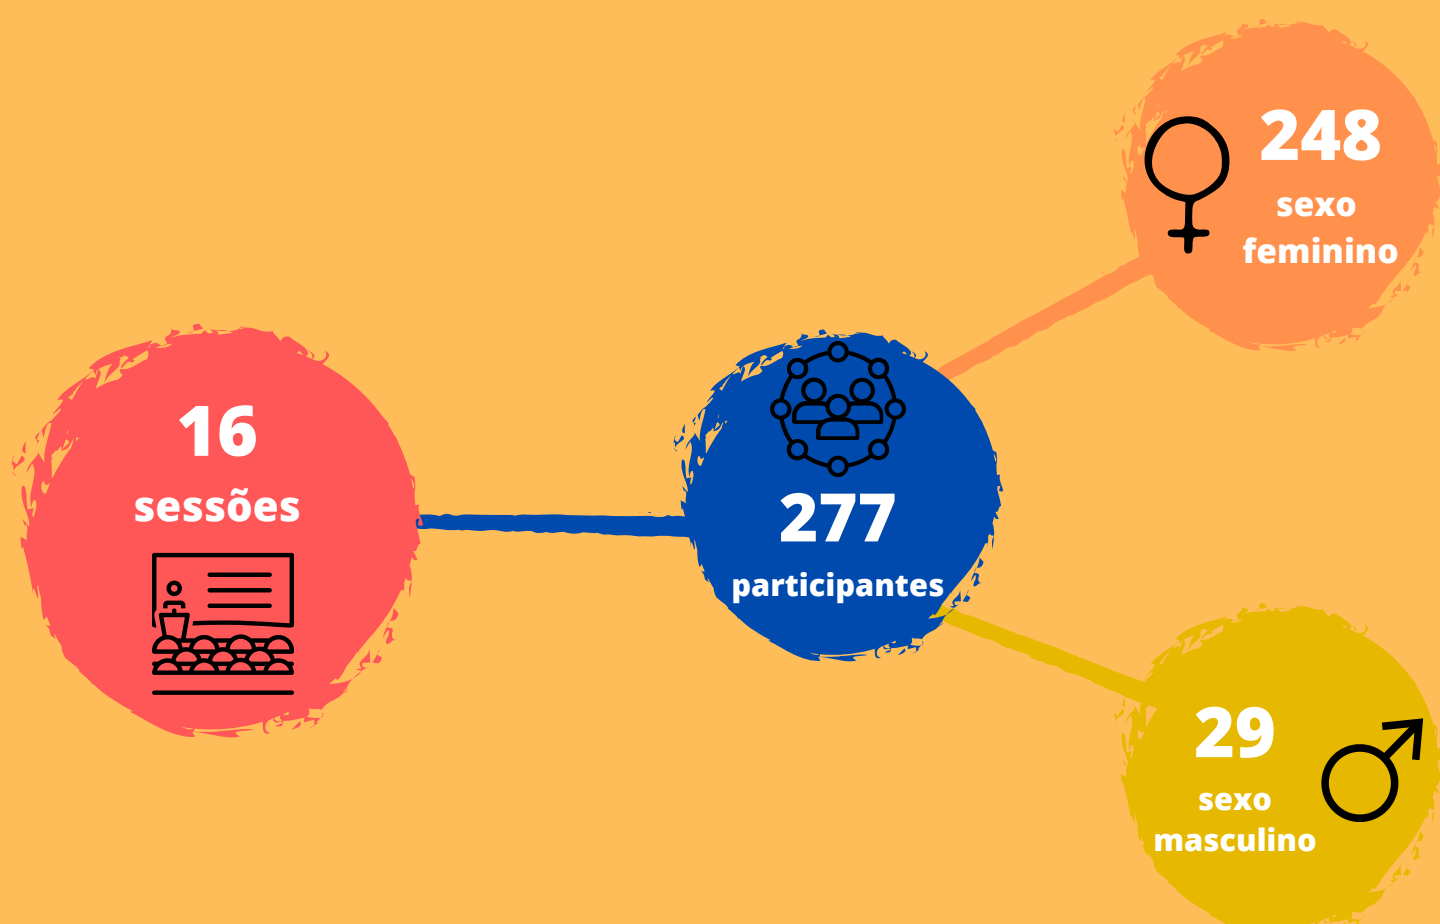 16
sessões
277
participantes
248
sexo
feminino
29
sexo
masculino